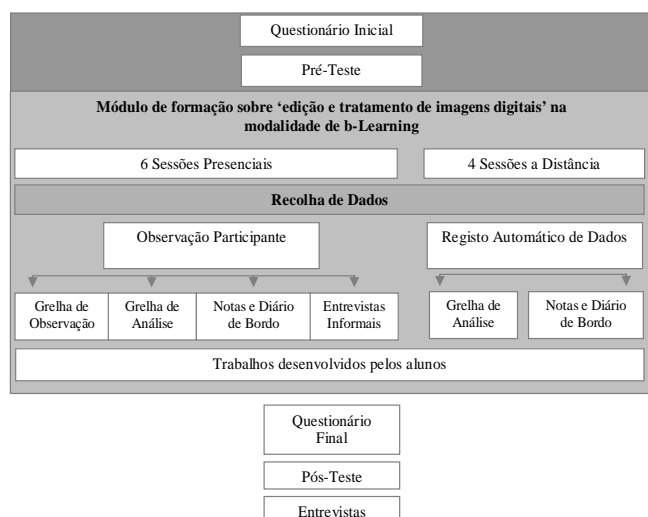 Questionário Inicial
Pré-Teste
Módulo de formação sobre ‘edição e tratamento de imagens digitais’ na
modalidade de b-Learning
6 Sessões Presenciais
4 Sessões a Distância
Recolha de Dados
Observação Participante
Registo Automático de Dados
Grelha de
Observação
Grelha de
Análise
Notas e Diário
de Bordo
Entrevistas
Informais
Grelha de
Análise
Notas e Diário
de Bordo
Trabalhos desenvolvidos pelos alunos
Questionário
Final
Pós-Teste
Entrevistas